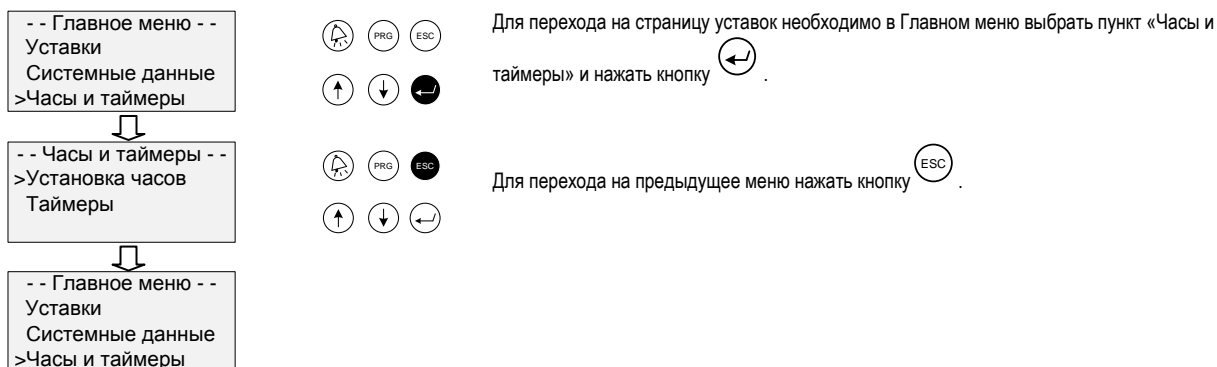 - - Главное меню - -
Уставки
Системные данные
>Часы и таймеры
PRG
ESC
Для перехода на страницу уставок необходимо в Главном меню выбрать пункт «Часы и
таймеры» и нажать кнопку .
- - Часы и таймеры - -
>Установка часов
Таймеры
PRG
ESC
Для перехода на предыдущее меню нажать кнопку ESC .
- - Главное меню - -
Уставки
Системные данные
>Часы и таймеры